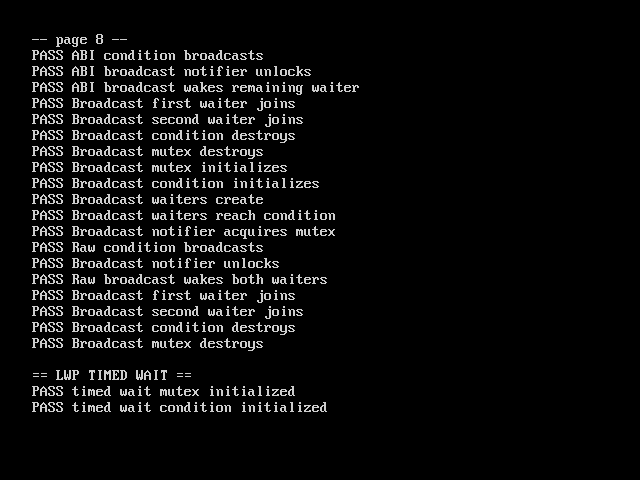 -- page 8 --
PASS ABI condition broadcasts
PASS ABI broadcast notifier unlocks
PASS ABI broadcast wakes remaining waiter
PASS Broadcast first waiter joins
PASS Broadcast second waiter joins
PASS Broadcast condition destroys
PASS Broadcast mutex destroys
PASS Broadcast mutex initializes
PASS Broadcast condition initializes
PASS Broadcast waiters create
PASS Broadcast waiters reach condition
PASS Broadcast notifier acquires mutex
PASS Raw condition broadcasts
PASS Broadcast notifier unlocks
PASS Raw broadcast wakes both waiters
PASS Broadcast first waiter joins
PASS Broadcast second waiter joins
PASS Broadcast condition destroys
PASS Broadcast mutex destroys
== LWP TIMED WAIT ==
PASS timed wait mutex initialized
PASS timed wait condition initialized